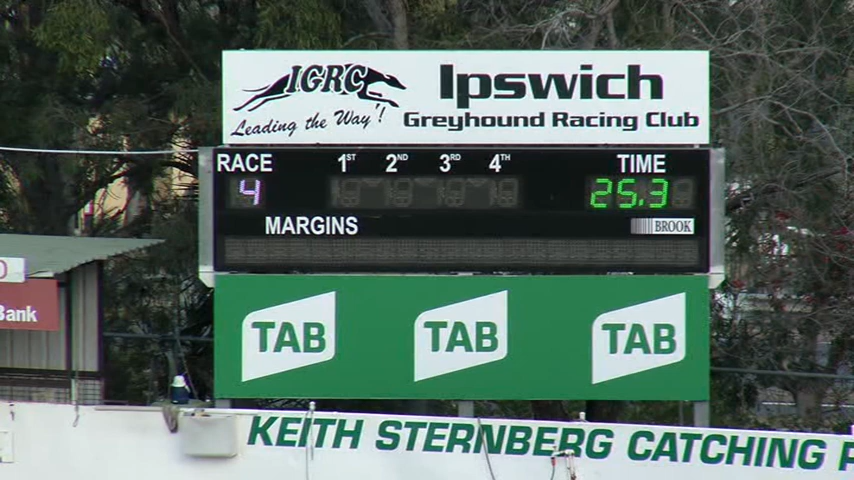 IGRC
Leading the Way'!
Ipswich
Greyhound Racing Club
RACE 1ST 2ND 3RD 4TH TIME
4 25.3
MARGINS BROOK
TAB TAB TAB
Bank
KEITH STERNBERG CATCHING